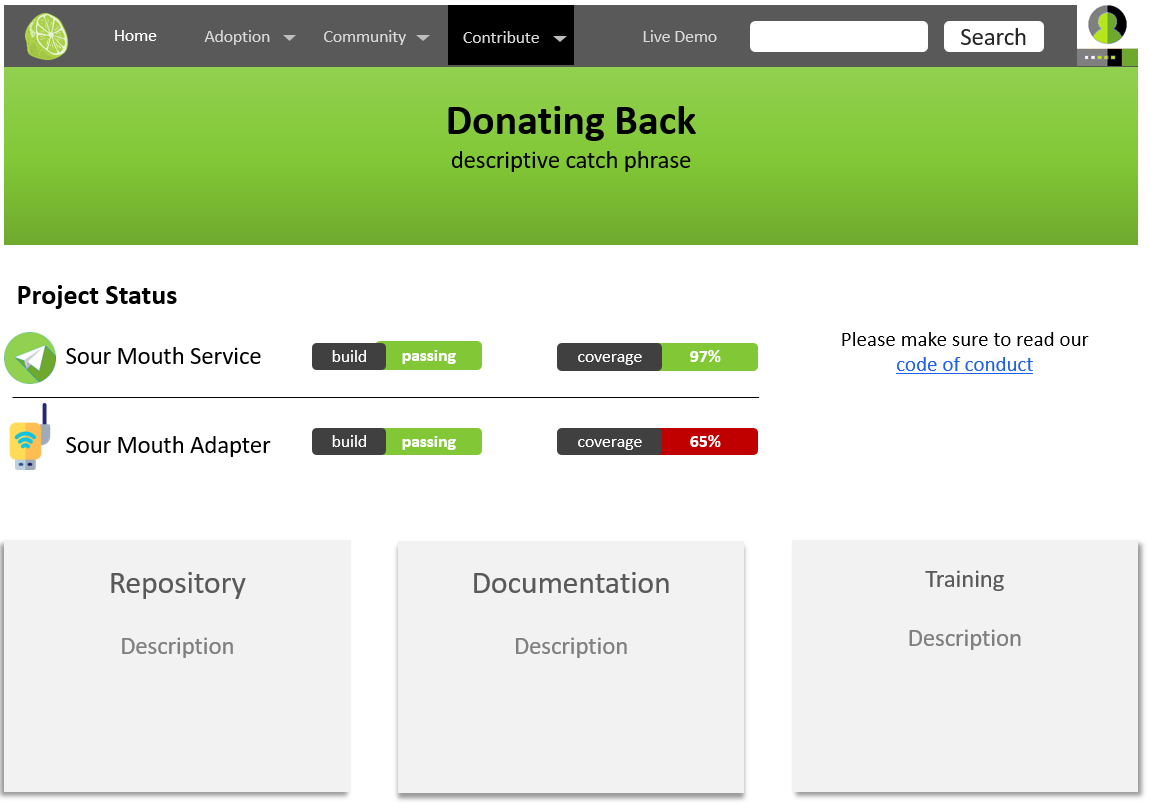 Home Adoption Community Contribute Live Demo Search
Donating Back
descriptive catch phrase
Project Status
Sour Mouth Service build passing coverage 97%
Please make sure to read our
code of conduct
Sour Mouth Adapter build passing coverage 65%
Repository
Description
Documentation
Description
Training
Description